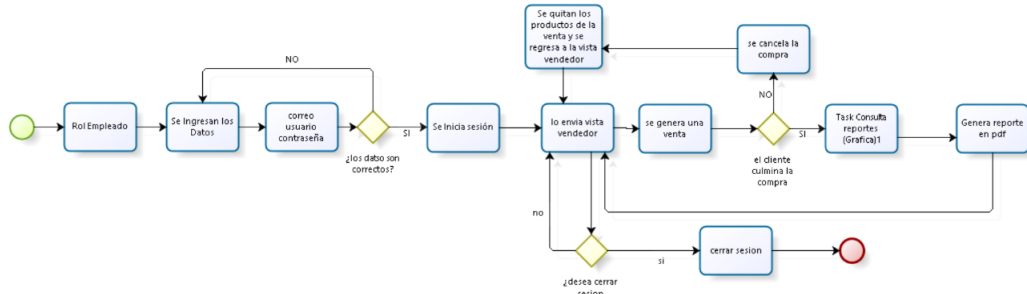 Se quitan los
productos de la
venta y se
regresa a la vista
vendedor
se cancela la
compra
NO
NO
Rol Empleado
Se Ingresan los
Datos
correo
usuario
contraseña
SI
¿los datso son
correctos?
Se Inicia sesión
lo envia vista
vendedor
se genera una
venta
SI
el cliente
culmina la
compra
Task Consulta
reportes
(Grafica)1
Genera reporte
en pdf
no
si
¿desea cerrar
sesion
cerrar sesion